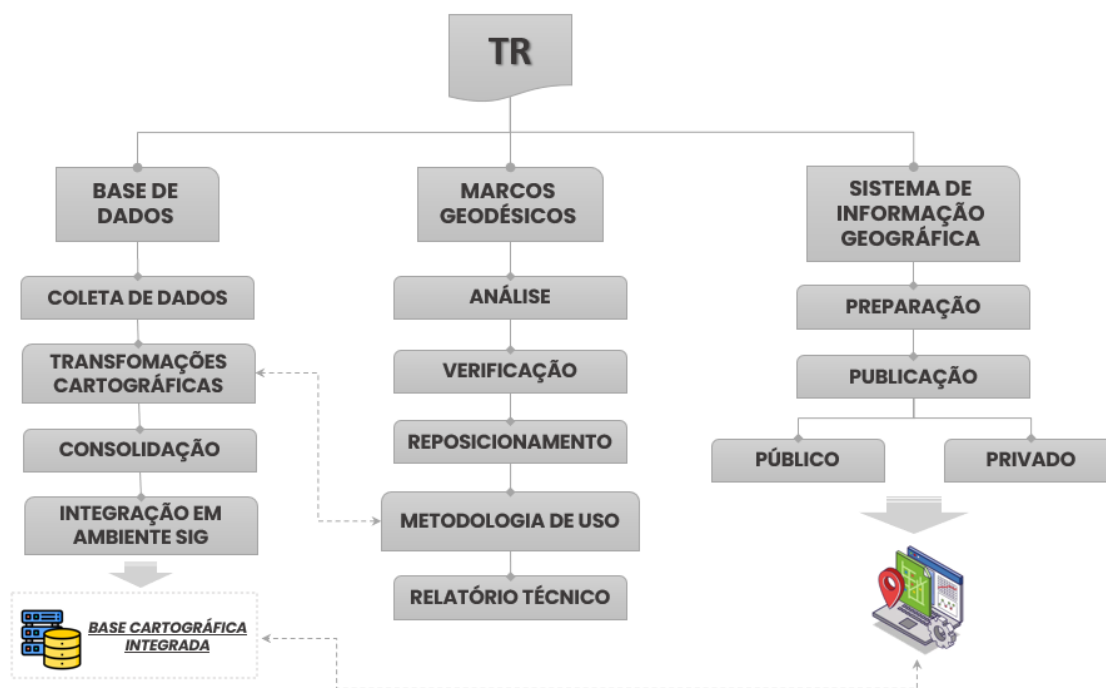 TR
BASE DE
DADOS
COLETA DE DADOS
TRANSFOMAÇÕES
CARTOGRÁFICAS
CONSOLIDAÇÃO
INTEGRAÇÃO EM
AMBIENTE SIG
BASE CARTOGRÁFICA
INTEGRADA
MARCOS
GEODÉSICOS
ANÁLISE
VERIFICAÇÃO
REPOSICIONAMENTO
METODOLOGIA DE USO
RELATÓRIO TÉCNICO
SISTEMA DE
INFORMAÇÃO
GEOGRÁFICA
PREPARAÇÃO
PUBLICAÇÃO
PÚBLICO
PRIVADO